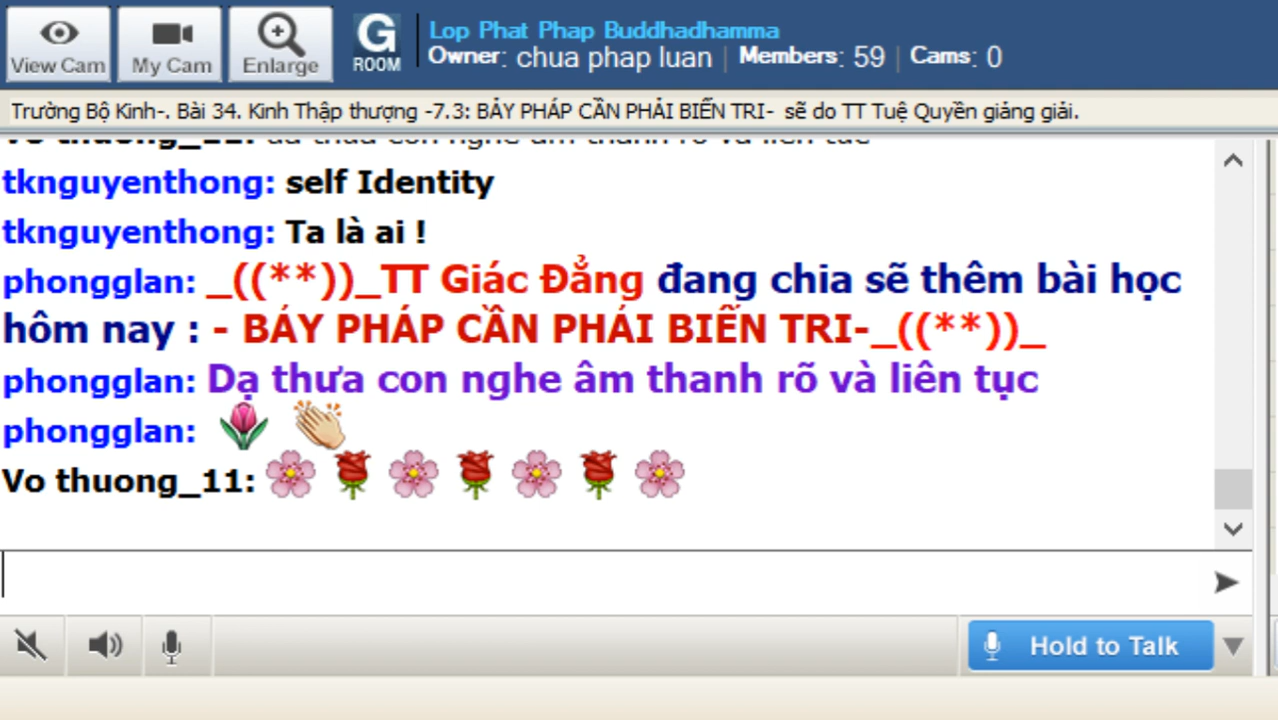 Lop Phat Phap Buddhadhamma
View Cam My Cam Enlarge G ROOM Owner: chua phap luan | Members: 59 | Cams: 0
Trường Bộ Kinh-. Bài 34. Kinh Thập thượng -7.3: BẢY PHÁP CẦN PHẢI BIẾN TRI- sẽ do TT Tuệ Quyền giảng giải.
tknguyenthong: self Identity
tknguyenthong: Ta là ai !
phongglan: _((**))_TT Giác Đẳng đang chia sẽ thêm bài học
hôm nay : - BẢY PHÁP CẦN PHẢI BIẾN TRI-_((**))_
phongglan: Dạ thưa con nghe âm thanh rõ và liên tục
phongglan:
Vo thuong_11:
Hold to Talk